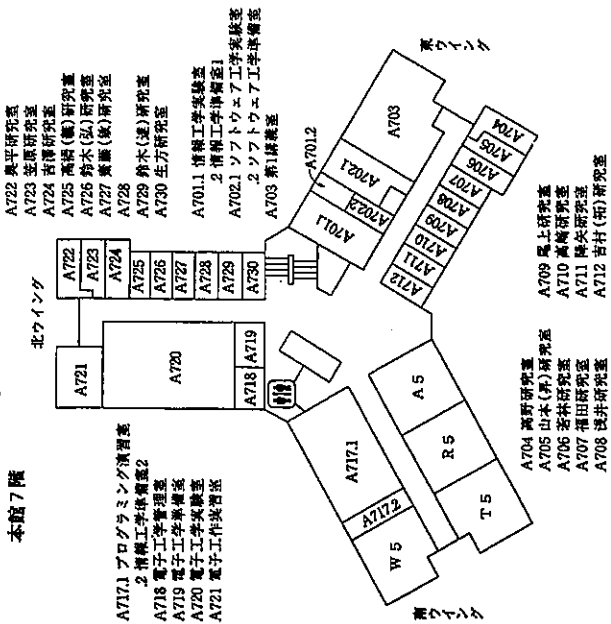 本館7階
北ウイング
A722 奥平研究室
A723 笠原研究室
A724 吉澤研究室
A725 高橋(義)研究室
A726 鈴木(弘)研究室
A727 齋藤(敏)研究室
A728
A729 鈴木(達)研究室
A730 生方研究室
A701.1 情報工学実験室
.2 情報工学準備室1
A702.1 ソフトウェア工学実験室
.2 ソフトウェア工学準備室
A703 第1講義室
A717.1 プログラミング演習室
.2 情報工学準備室2
A718 電子工学管理室
A719 電子工学準備室
A720 電子工学実験室
A721 電子工作実習室
A721
A722
A723
A724
A725
A726
A727
A728
A729
A730
A720
A718
A719
A701.2
A701.1
A702.2
A702.1
A703
東ウイング
A704
A705
A706
A707
A708
A709
A710
A711
A712
A717.1
A717.2
W5
A5
R5
T5
南ウイング
A704 高野研究室
A705 山本(昇)研究室
A706 若林研究室
A707 福田研究室
A708 浅井研究室
A709 尾上研究室
A710 高崎研究室
A711 陣矢研究室
A712 吉村(拓)研究室